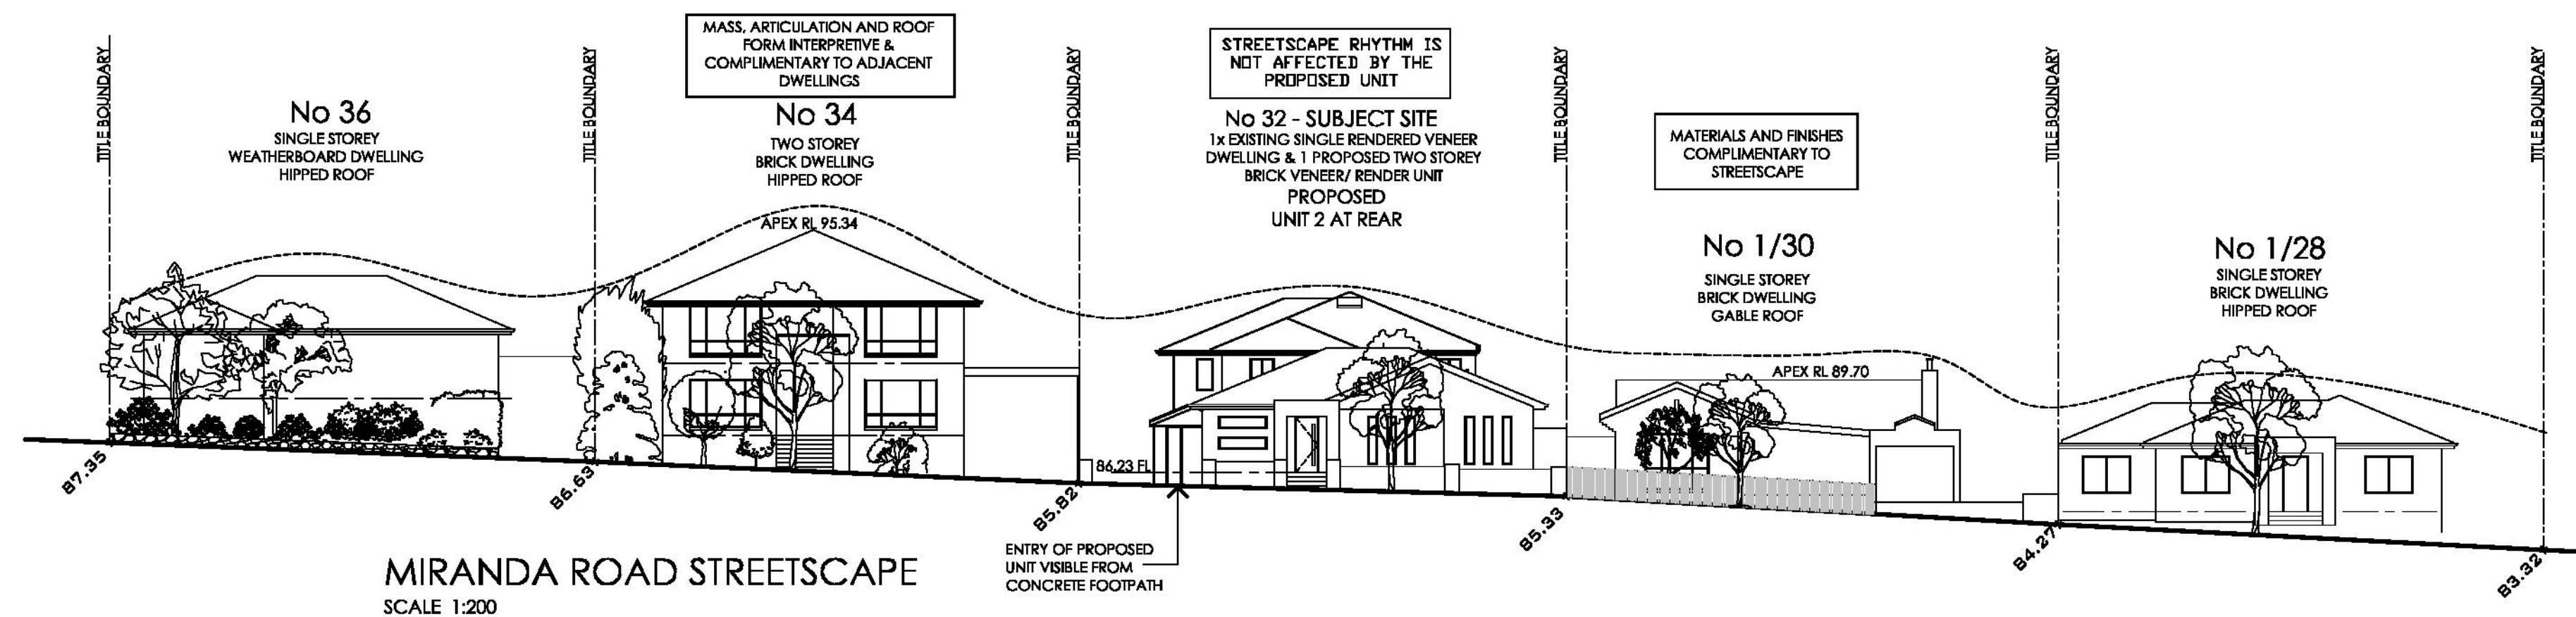 TITLE BOUNDARY
No 36
SINGLE STOREY
WEATHERBOARD DWELLING
HIPPED ROOF
TITLE BOUNDARY
MASS, ARTICULATION AND ROOF
FORM INTERPRETIVE &
COMPLIMENTARY TO ADJACENT
DWELLINGS
No 34
TWO STOREY
BRICK DWELLING
HIPPED ROOF
APEX RL 95.34
TITLE BOUNDARY
STREETSCAPE RHYTHM IS
NOT AFFECTED BY THE
PROPOSED UNIT
No 32 - SUBJECT SITE
1x EXISTING SINGLE RENDERED VENEER
DWELLING & 1 PROPOSED TWO STOREY
BRICK VENEER/ RENDER UNIT
PROPOSED
UNIT 2 AT REAR
TITLE BOUNDARY
MATERIALS AND FINISHES
COMPLIMENTARY TO
STREETSCAPE
No 1/30
SINGLE STOREY
BRICK DWELLING
GABLE ROOF
APEX RL 89.70
TITLE BOUNDARY
No 1/28
SINGLE STOREY
BRICK DWELLING
HIPPED ROOF
TITLE BOUNDARY
87.35
86.63
85.82
86.23 FL
85.33
84.27
83.32
ENTRY OF PROPOSED
UNIT VISIBLE FROM
CONCRETE FOOTPATH
MIRANDA ROAD STREETSCAPE
SCALE 1:200